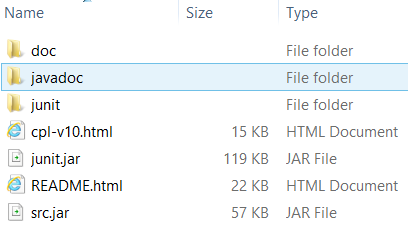 Name Size Type
doc File folder
javadoc File folder
junit File folder
cpl-v10.html 15 KB HTML Document
junit.jar 119 KB JAR File
README.html 22 KB HTML Document
src.jar 57 KB JAR File